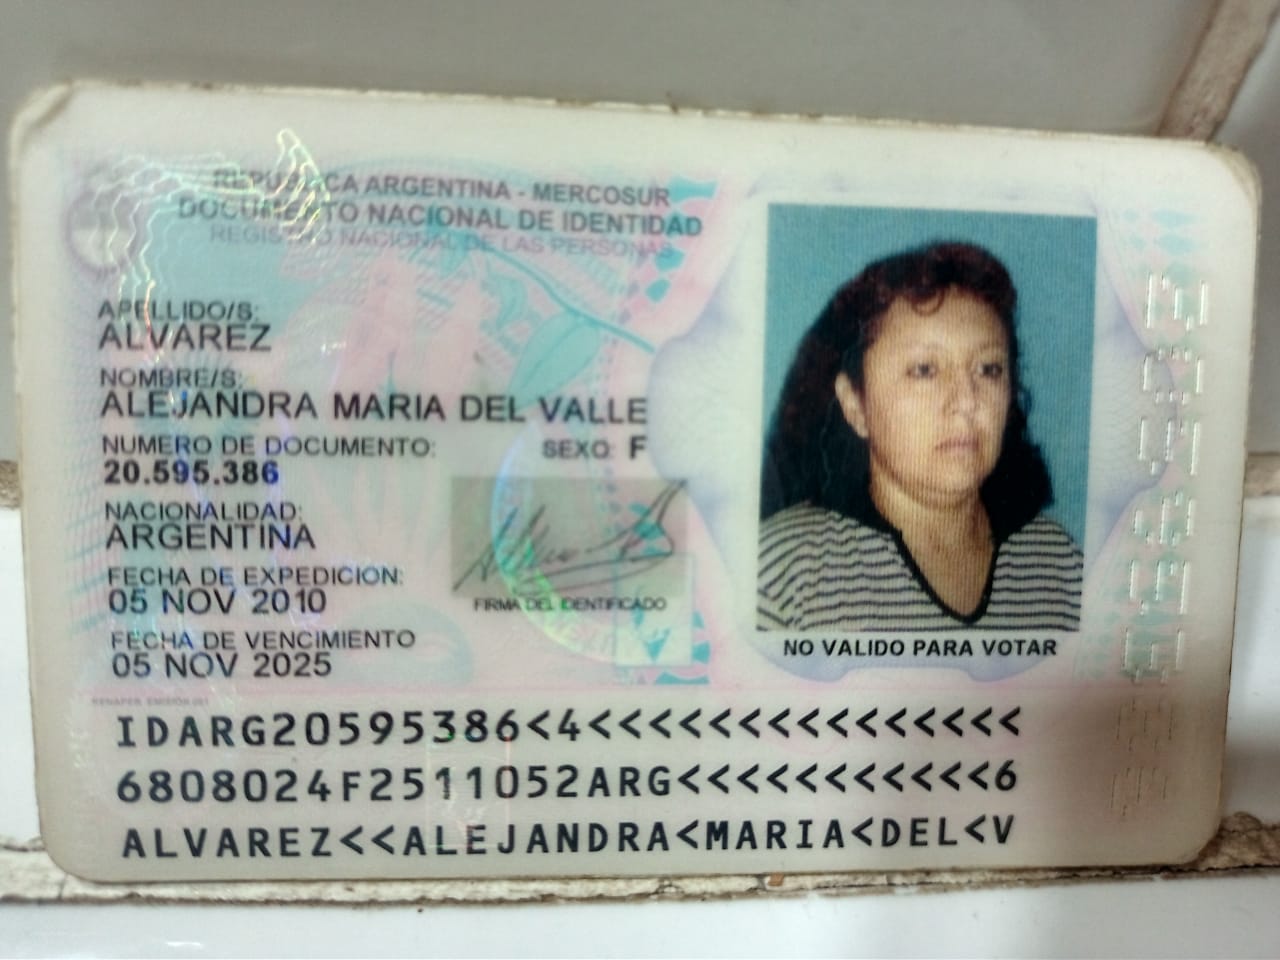 REPUBLICA ARGENTINA - MERCOSUR
DOCUMENTO NACIONAL DE IDENTIDAD
REGISTRO NACIONAL DE LAS PERSONAS
APELLIDO/S:
ALVAREZ
NOMBRE/S:
ALEJANDRA MARIA DEL VALLE
NUMERO DE DOCUMENTO: SEXO: F
20.595.386
NACIONALIDAD:
ARGENTINA
FECHA DE EXPEDICION:
05 NOV 2010
FIRMA DEL IDENTIFICADO
FECHA DE VENCIMIENTO
05 NOV 2025
NO VALIDO PARA VOTAR
IDARG20595386<4<<<<<<<<<<<<<<<
6808024F2511052ARG<<<<<<<<<<<6
ALVAREZ<<ALEJANDRA<MARIA<DEL<V